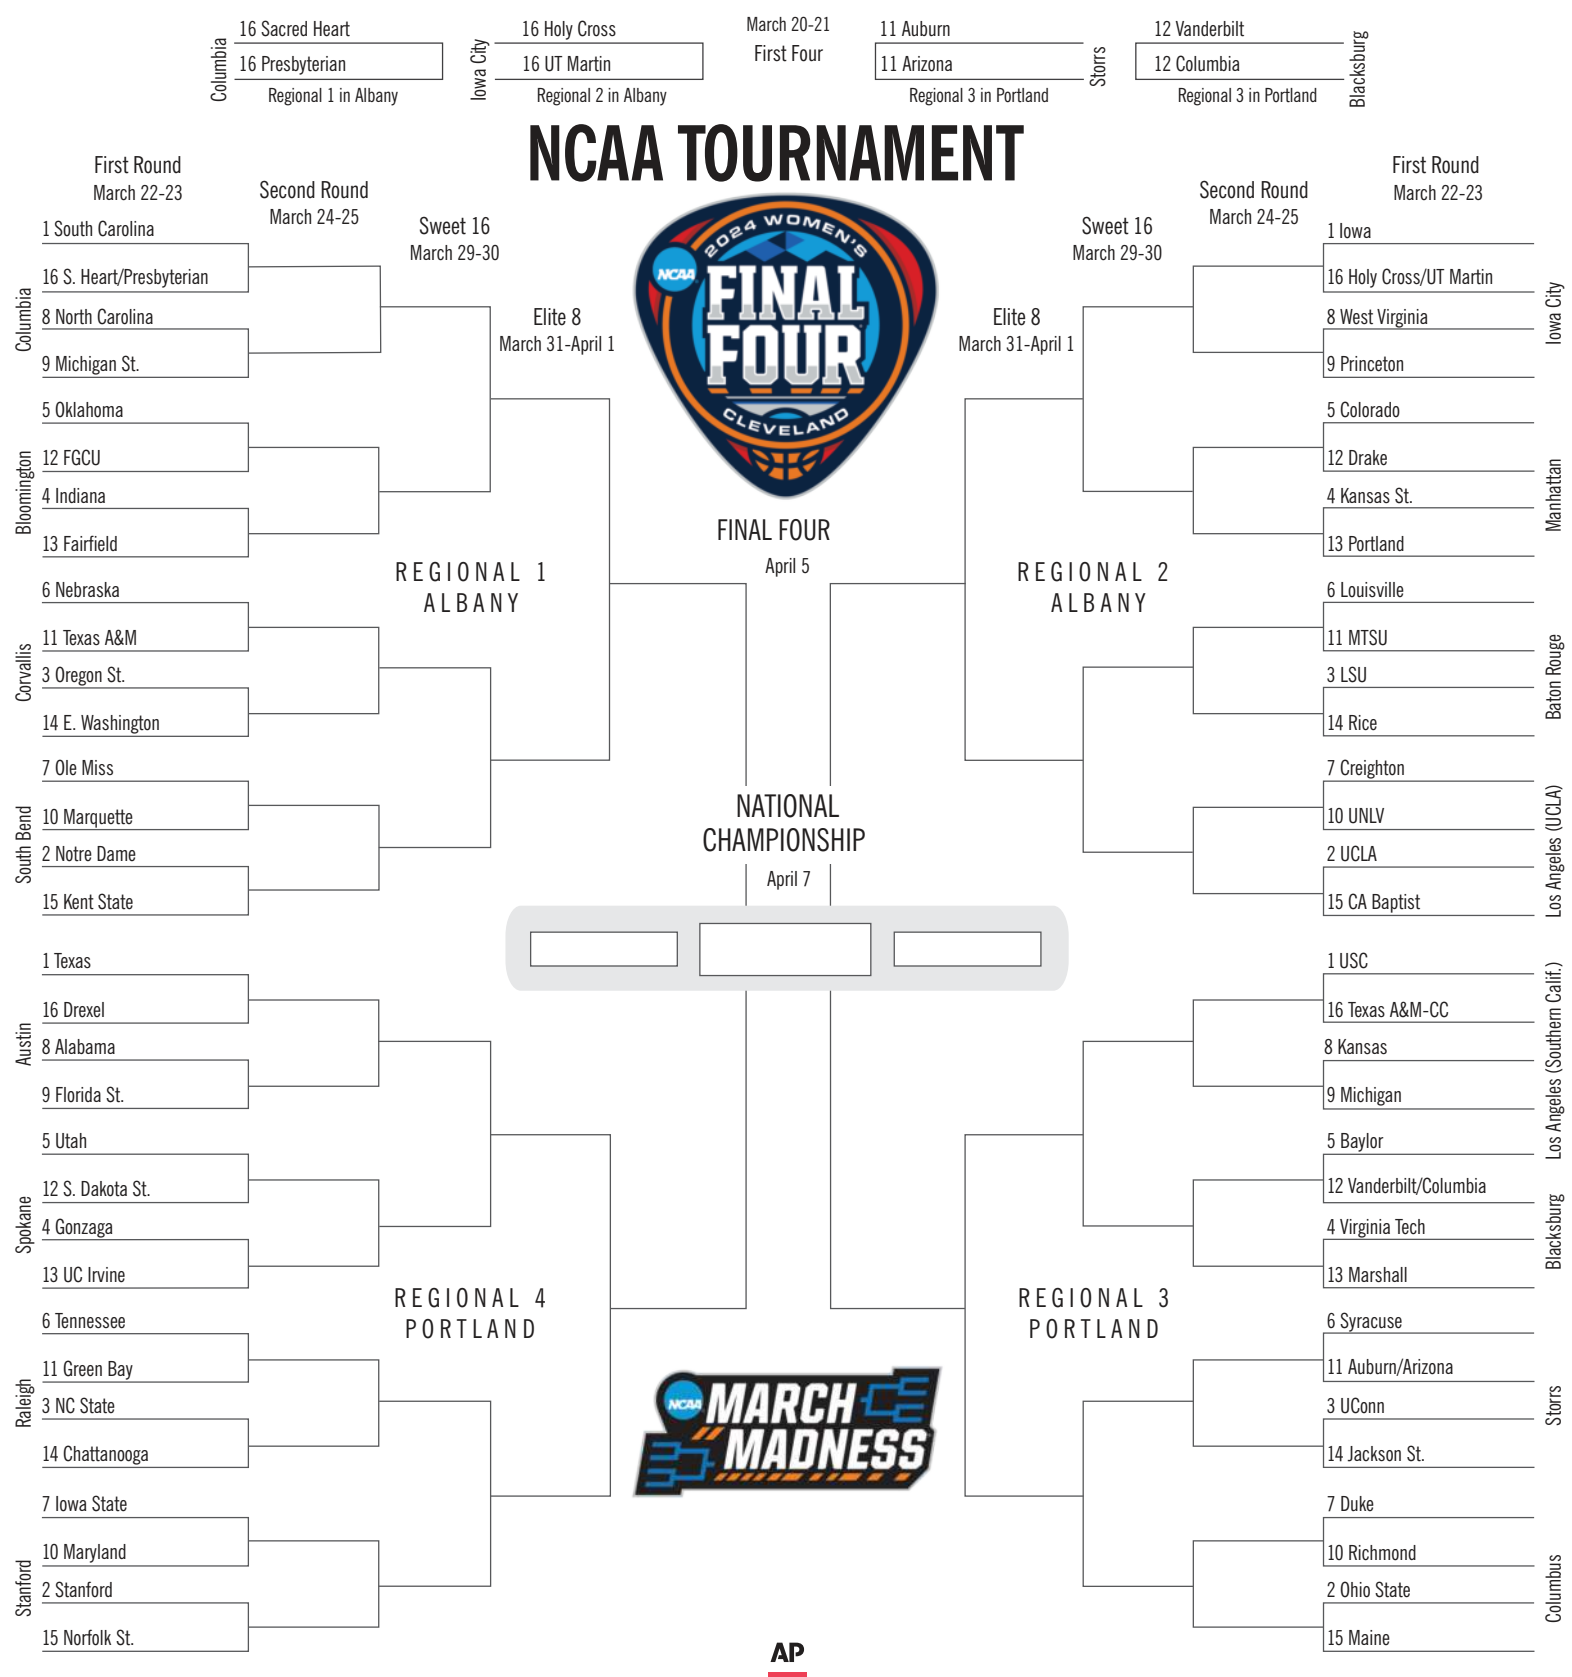 16 Sacred Heart
16 Presbyterian
Columbia
Regional 1 in Albany
16 Holy Cross
16 UT Martin
Iowa City
Regional 2 in Albany
March 20-21
First Four
11 Auburn
11 Arizona
Storrs
Regional 3 in Portland
12 Vanderbilt
12 Columbia
Blacksburg
Regional 3 in Portland
NCAA TOURNAMENT
First Round
March 22-23
Second Round
March 24-25
Sweet 16
March 29-30
Elite 8
March 31-April 1
1 South Carolina
16 S. Heart/Presbyterian
8 North Carolina
9 Michigan St.
Columbia
5 Oklahoma
12 FGCU
4 Indiana
13 Fairfield
Bloomington
6 Nebraska
11 Texas A&M
3 Oregon St.
14 E. Washington
Corvallis
7 Ole Miss
10 Marquette
2 Notre Dame
15 Kent State
South Bend
REGIONAL 1
ALBANY
1 Texas
16 Drexel
8 Alabama
9 Florida St.
Austin
5 Utah
12 S. Dakota St.
4 Gonzaga
13 UC Irvine
Spokane
6 Tennessee
11 Green Bay
3 NC State
14 Chattanooga
Raleigh
7 Iowa State
10 Maryland
2 Stanford
15 Norfolk St.
Stanford
REGIONAL 4
PORTLAND
2024 WOMEN'S
NCAA
FINAL
FOUR
CLEVELAND
FINAL FOUR
April 5
NATIONAL
CHAMPIONSHIP
April 7
NCAA
MARCH
MADNESS
AP
First Round
March 22-23
Second Round
March 24-25
Sweet 16
March 29-30
Elite 8
March 31-April 1
1 Iowa
16 Holy Cross/UT Martin
8 West Virginia
9 Princeton
Iowa City
5 Colorado
12 Drake
4 Kansas St.
13 Portland
Manhattan
6 Louisville
11 MTSU
3 LSU
14 Rice
Baton Rouge
7 Creighton
10 UNLV
2 UCLA
15 CA Baptist
Los Angeles (UCLA)
REGIONAL 2
ALBANY
1 USC
16 Texas A&M-CC
8 Kansas
9 Michigan
Los Angeles (Southern Calif.)
5 Baylor
12 Vanderbilt/Columbia
4 Virginia Tech
13 Marshall
Blacksburg
6 Syracuse
11 Auburn/Arizona
3 UConn
14 Jackson St.
Storrs
7 Duke
10 Richmond
2 Ohio State
15 Maine
Columbus
REGIONAL 3
PORTLAND